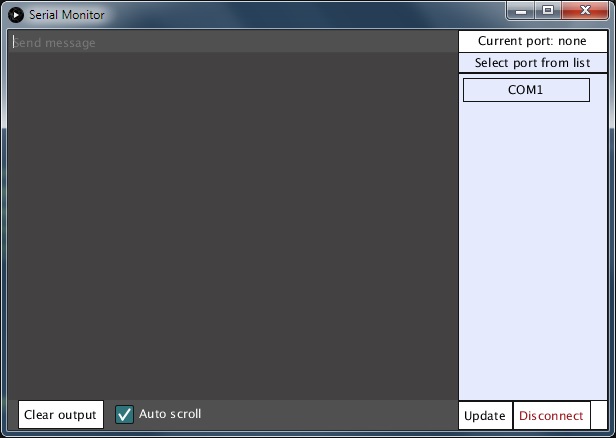 Serial Monitor
Send message
Current port: none
Select port from list
COM1
Clear output
Auto scroll
Update
Disconnect